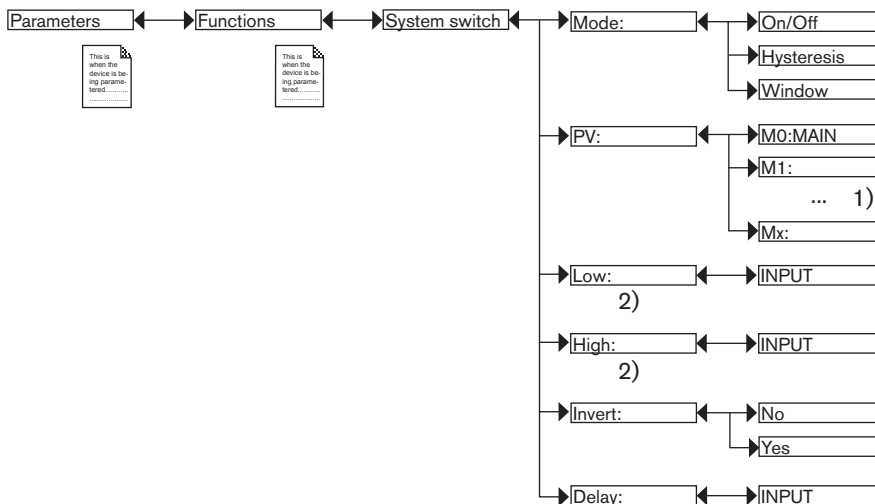 Parameters
Functions
System switch
Mode:
On/Off
Hysteresis
Window
This is
when the
device is be-
ing parame-
tered...........
...................
This is
when the
device is be-
ing parame-
tered...........
...................
PV:
M0:MAIN
M1:
... 1)
Mx:
Low:
INPUT
2)
High:
INPUT
2)
Invert:
No
Yes
Delay:
INPUT